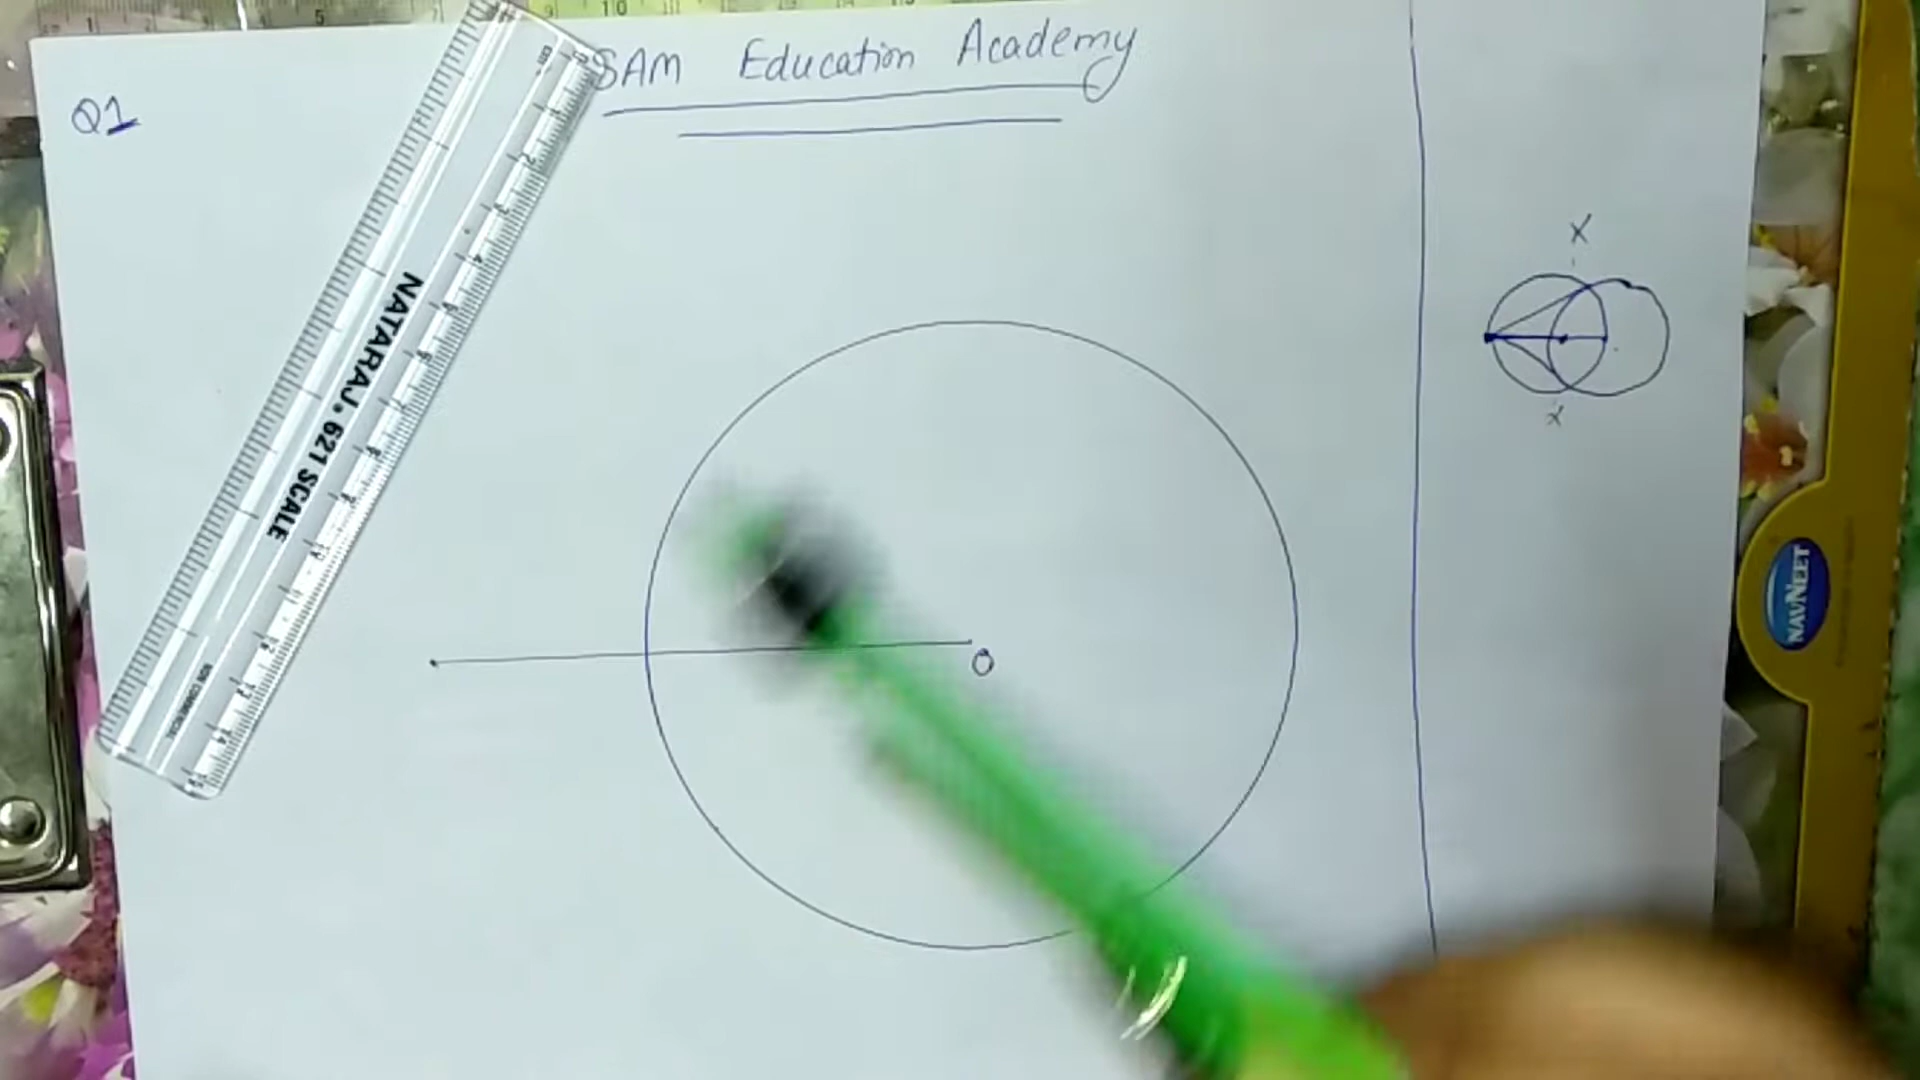 SAM Education Academy
Q1
NATARAJ. 621 SCALE
O
X
X
NAVNEET